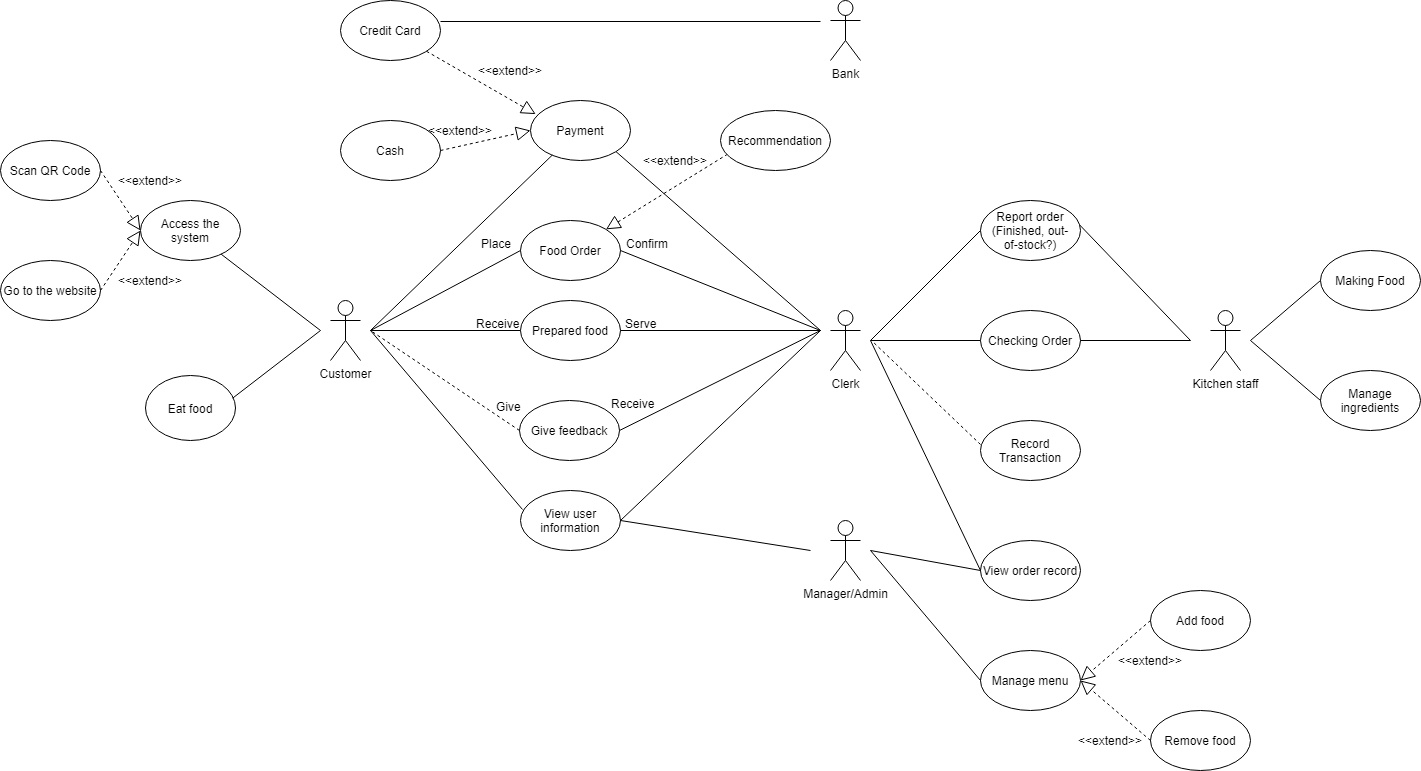 Credit Card
<<extend>>
Bank
Payment
<<extend>>
Cash
Recommendation
<<extend>>
Scan QR Code
<<extend>>
Access the
system
Go to the website
<<extend>>
Place
Food Order
Confirm
Report order
(Finished, out-
of-stock?)
Making Food
Receive
Prepared food
Serve
Checking Order
Customer
Clerk
Kitchen staff
Eat food
Give
Give feedback
Receive
Manage
ingredients
Record
Transaction
View user
information
Manager/Admin
View order record
Add food
<<extend>>
Manage menu
<<extend>>
Remove food